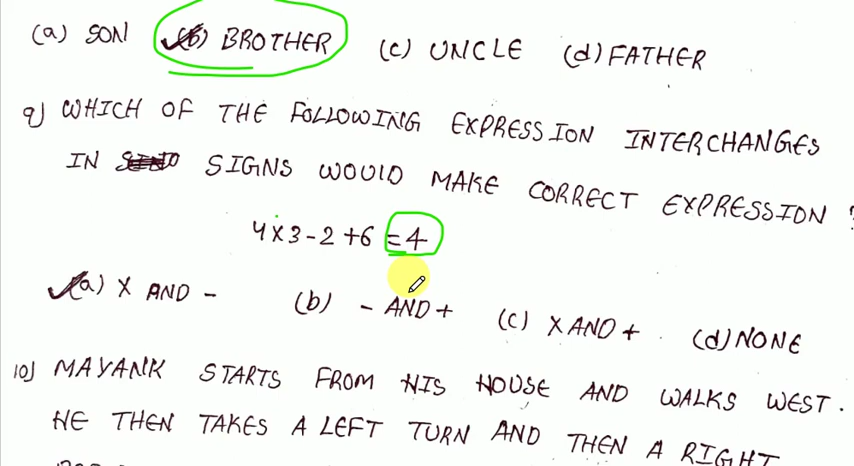 (a) SON (b) BROTHER (c) UNCLE (d) FATHER
9) WHICH OF THE FOLLOWING EXPRESSION INTERCHANGES
IN SIGNS WOULD MAKE CORRECT EXPRESSION ?
4 × 3 - 2 + 6 = 4
(a) × AND - (b) - AND + (c) × AND + (d) NONE
10) MAYANK STARTS FROM HIS HOUSE AND WALKS WEST.
HE THEN TAKES A LEFT TURN AND THEN A RIGHT